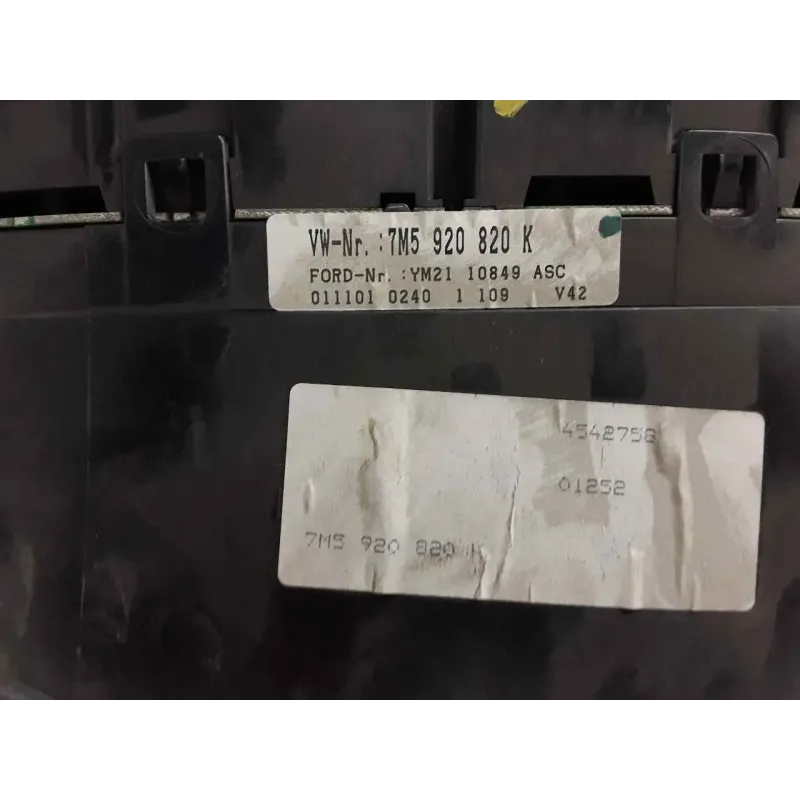 VW-Nr. :7M5 920 820 K
FORD-Nr. :YM21 10849 ASC
011101 0240 1 109 V42
4542758
01252
7M5 920 820 K